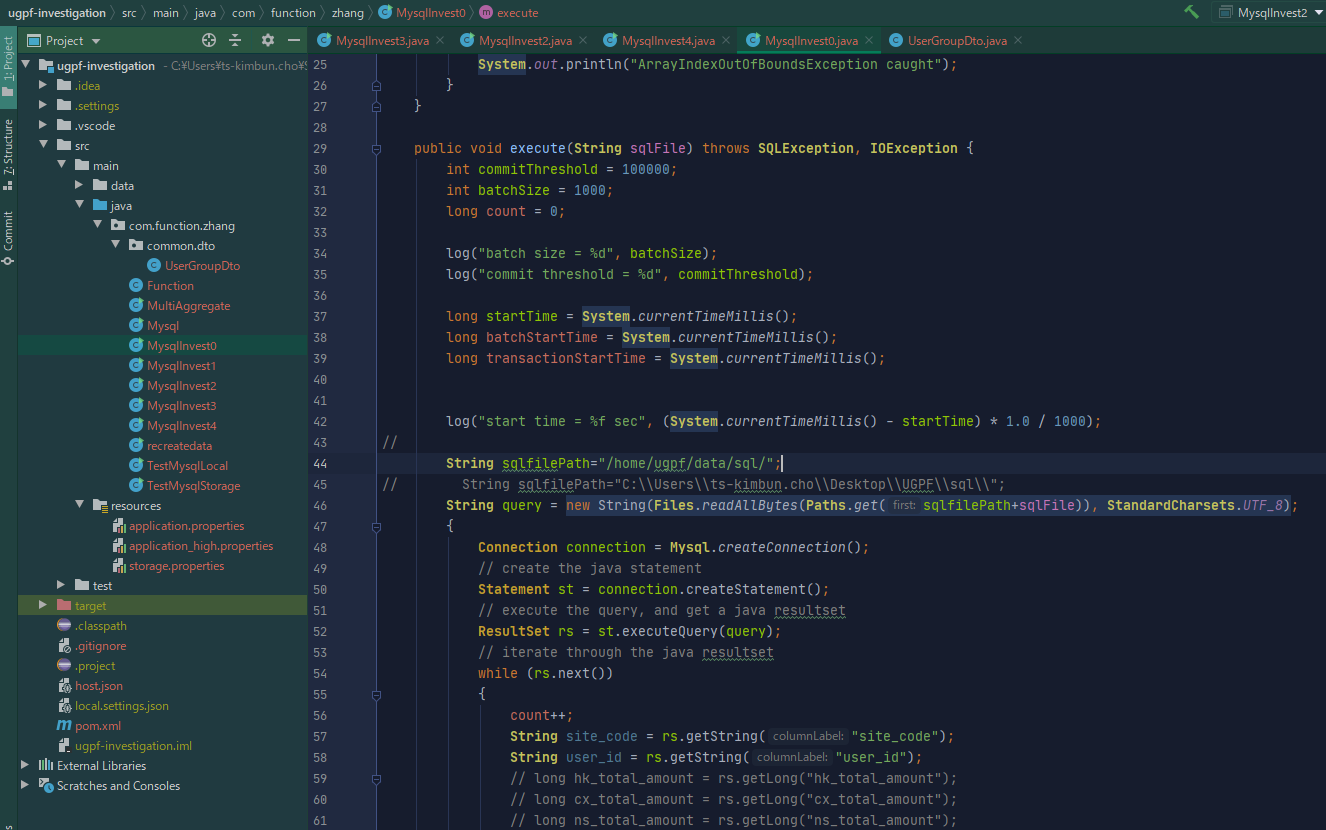 ugpf-investigation 〉 src 〉 main 〉 java 〉 com 〉 function 〉 zhang 〉 MysqlInvest0 〉 execute
MysqlInvest2
Project
MysqlInvest3.java
MysqlInvest2.java
MysqlInvest4.java
MysqlInvest0.java
UserGroupDto.java
1: Project
7: Structure
Commit
ugpf-investigation - C:¥Users¥ts-kimbun.cho¥
.idea
.settings
.vscode
src
main
data
java
com.function.zhang
common.dto
UserGroupDto
Function
MultiAggregate
Mysql
MysqlInvest0
MysqlInvest1
MysqlInvest2
MysqlInvest3
MysqlInvest4
recreatedata
TestMysqlLocal
TestMysqlStorage
resources
application.properties
application_high.properties
storage.properties
test
target
.classpath
.gitignore
.project
host.json
local.settings.json
pom.xml
ugpf-investigation.iml
External Libraries
Scratches and Consoles
25 System.out.println("ArrayIndexOutOfBoundsException caught");
26 }
27 }
28
29 public void execute(String sqlFile) throws SQLException, IOException {
30 int commitThreshold = 100000;
31 int batchSize = 1000;
32 long count = 0;
33
34 log("batch size = %d", batchSize);
35 log("commit threshold = %d", commitThreshold);
36
37 long startTime = System.currentTimeMillis();
38 long batchStartTime = System.currentTimeMillis();
39 long transactionStartTime = System.currentTimeMillis();
40
41
42 log("start time = %f sec", (System.currentTimeMillis() - startTime) * 1.0 / 1000);
43 //
44 String sqlfilePath="/home/ugpf/data/sql/";
45 // String sqlfilePath="C:\\Users\\ts-kimbun.cho\\Desktop\\UGPF\\sql\\";
46 String query = new String(Files.readAllBytes(Paths.get( first: sqlfilePath+sqlFile)), StandardCharsets.UTF_8);
47 {
48 Connection connection = Mysql.createConnection();
49 // create the java statement
50 Statement st = connection.createStatement();
51 // execute the query, and get a java resultset
52 ResultSet rs = st.executeQuery(query);
53 // iterate through the java resultset
54 while (rs.next())
55 {
56 count++;
57 String site_code = rs.getString( columnLabel: "site_code");
58 String user_id = rs.getString( columnLabel: "user_id");
59 // long hk_total_amount = rs.getLong("hk_total_amount");
60 // long cx_total_amount = rs.getLong("cx_total_amount");
61 // long ns_total_amount = rs.getLong("ns_total_amount");